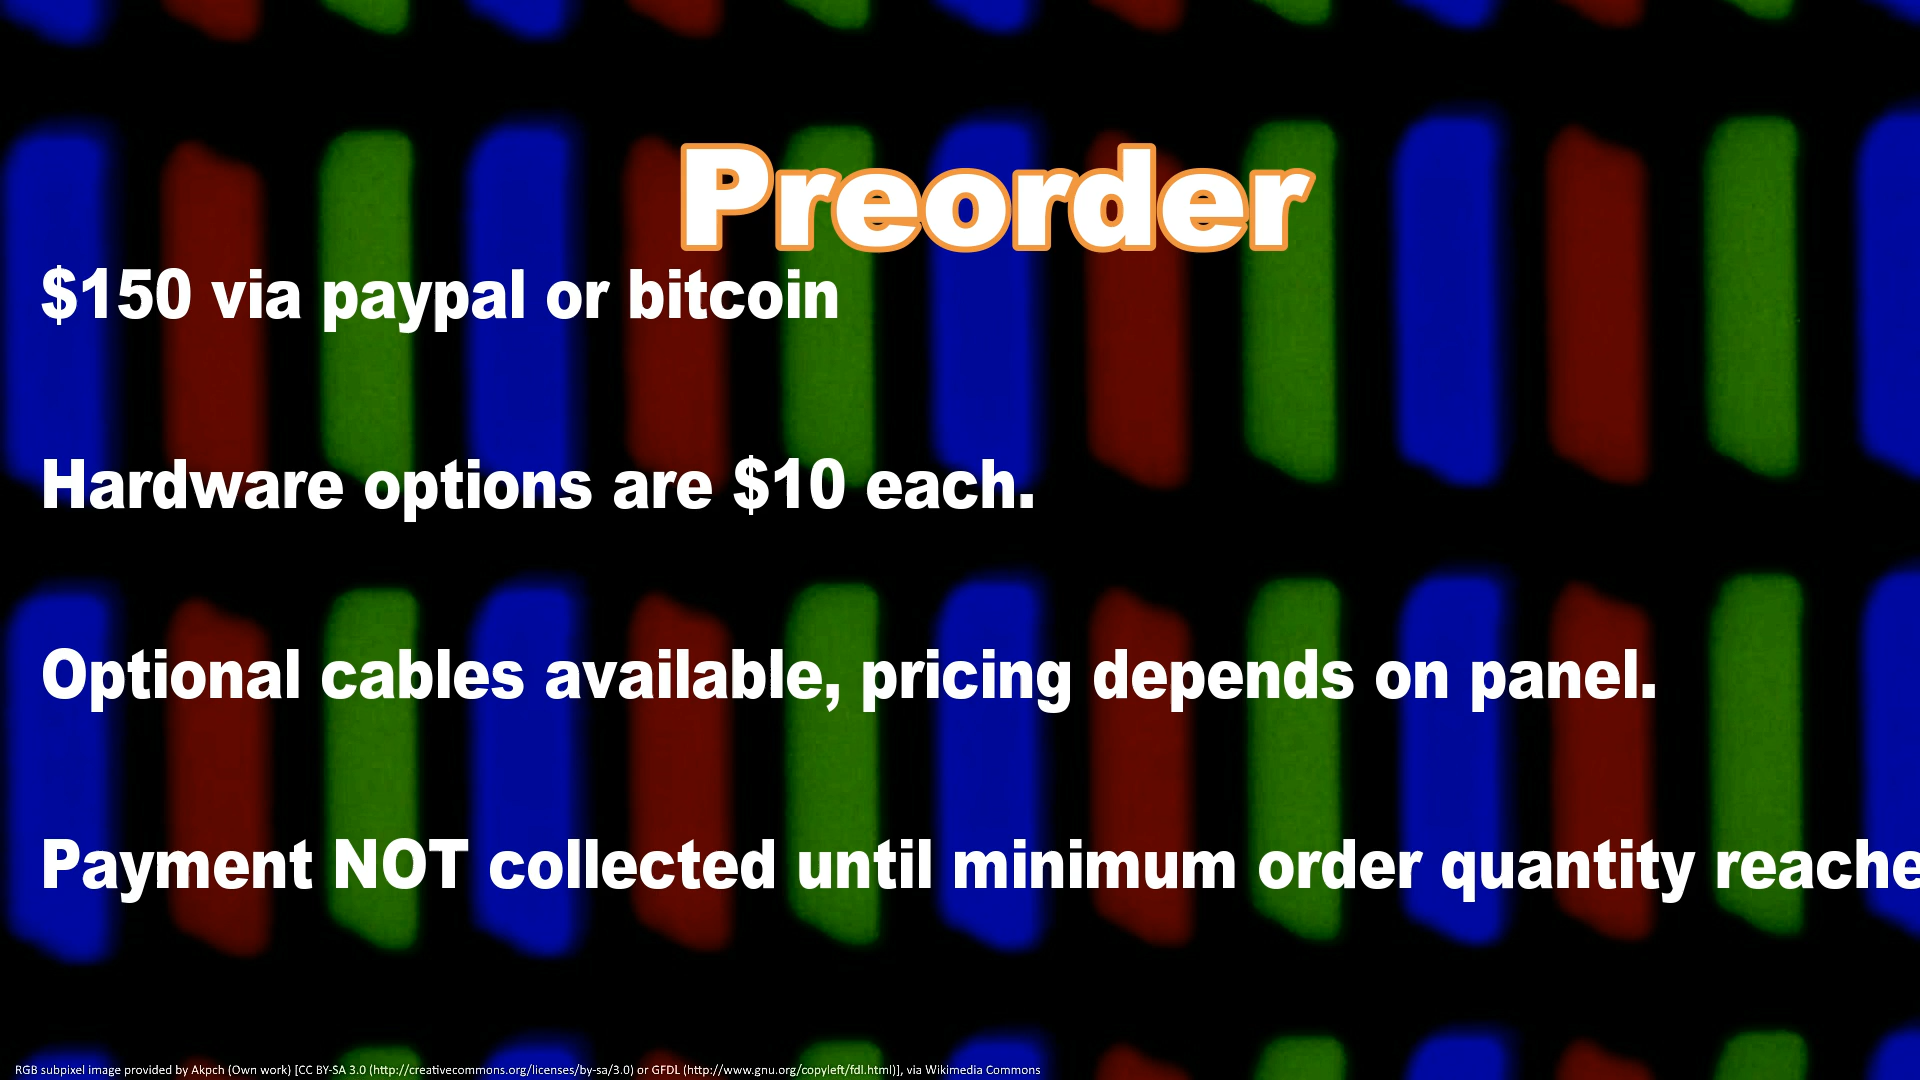 Preorder
$150 via paypal or bitcoin
Hardware options are $10 each.
Optional cables available, pricing depends on panel.
Payment NOT collected until minimum order quantity reache
RGB subpixel image provided by Akpch (Own work) [CC BY-SA 3.0 (http://creativecommons.org/licenses/by-sa/3.0) or GFDL (http://www.gnu.org/copyleft/fdl.html)], via Wikimedia Commons